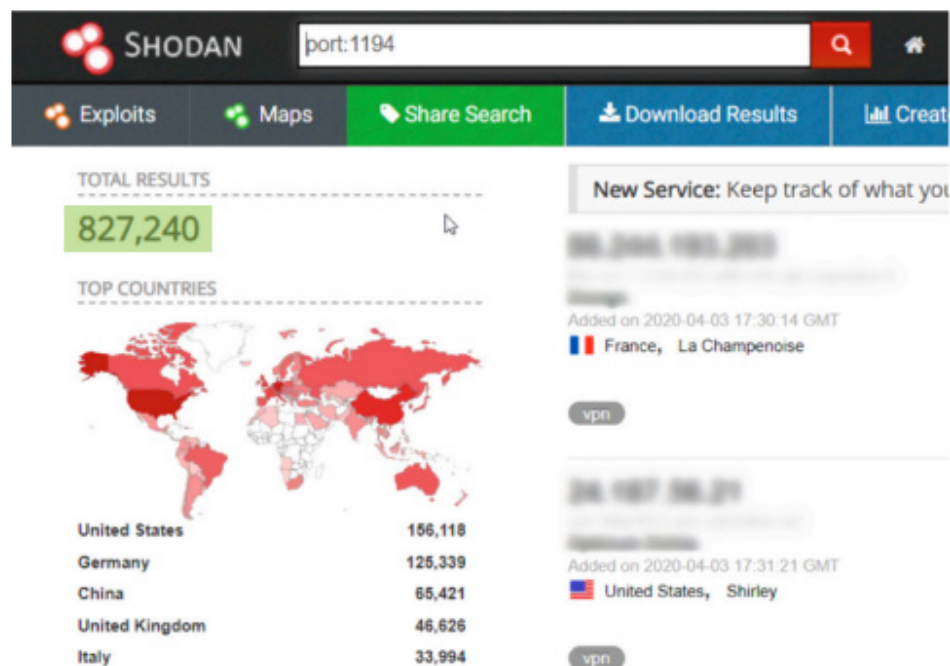 SHODAN port:1194
Exploits Maps Share Search Download Results Creat
TOTAL RESULTS
827,240
TOP COUNTRIES
United States 156,118
Germany 125,339
China 65,421
United Kingdom 46,626
Italy 33,994
New Service: Keep track of what you
Added on 2020-04-03 17:30:14 GMT
France, La Champenoise
vpn
Added on 2020-04-03 17:31:21 GMT
United States, Shirley
vpn